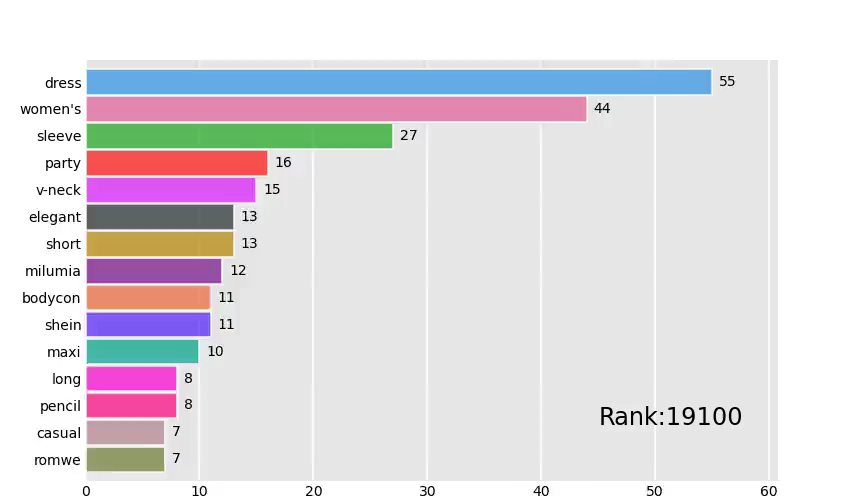 dress 55
women's 44
sleeve 27
party 16
v-neck 15
elegant 13
short 13
milumia 12
bodycon 11
shein 11
maxi 10
long 8
pencil 8
Rank:19100
casual 7
romwe 7
0 10 20 30 40 50 60